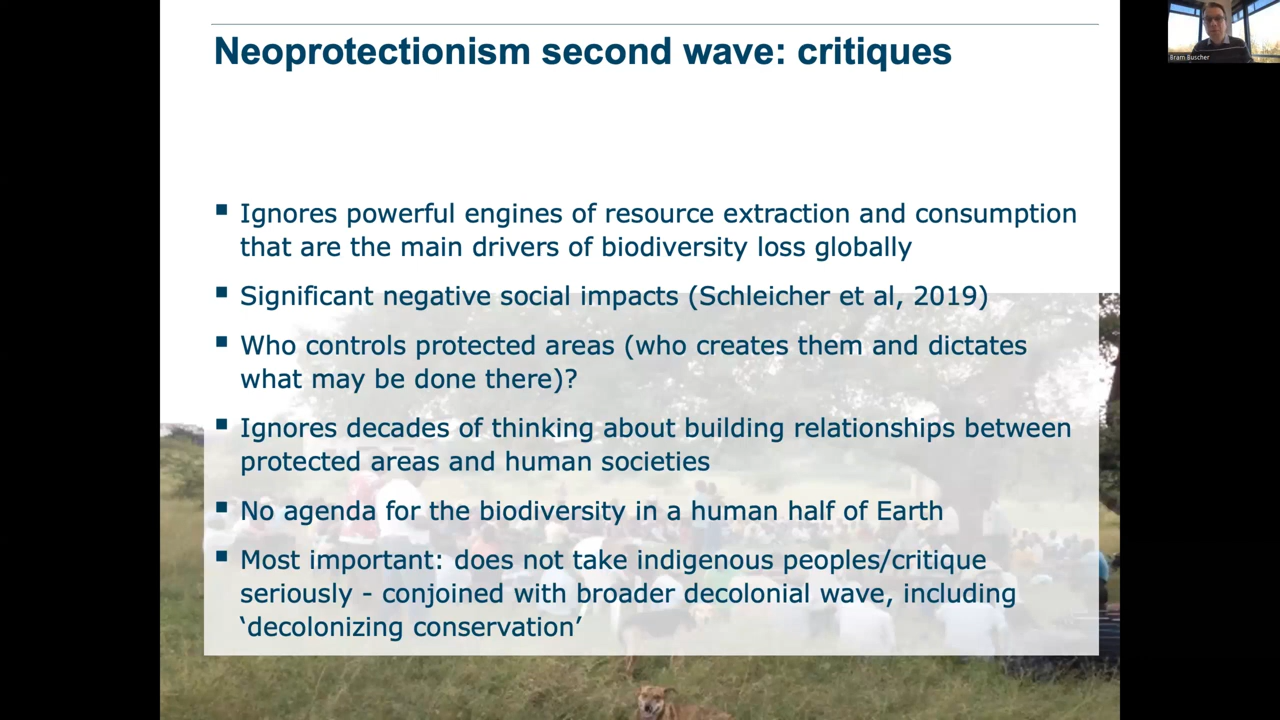 Neoprotectionism second wave: critiques
Bram Buscher
▪ Ignores powerful engines of resource extraction and consumption
that are the main drivers of biodiversity loss globally
▪ Significant negative social impacts (Schleicher et al, 2019)
▪ Who controls protected areas (who creates them and dictates
what may be done there)?
▪ Ignores decades of thinking about building relationships between
protected areas and human societies
▪ No agenda for the biodiversity in a human half of Earth
▪ Most important: does not take indigenous peoples/critique
seriously - conjoined with broader decolonial wave, including
‘decolonizing conservation’